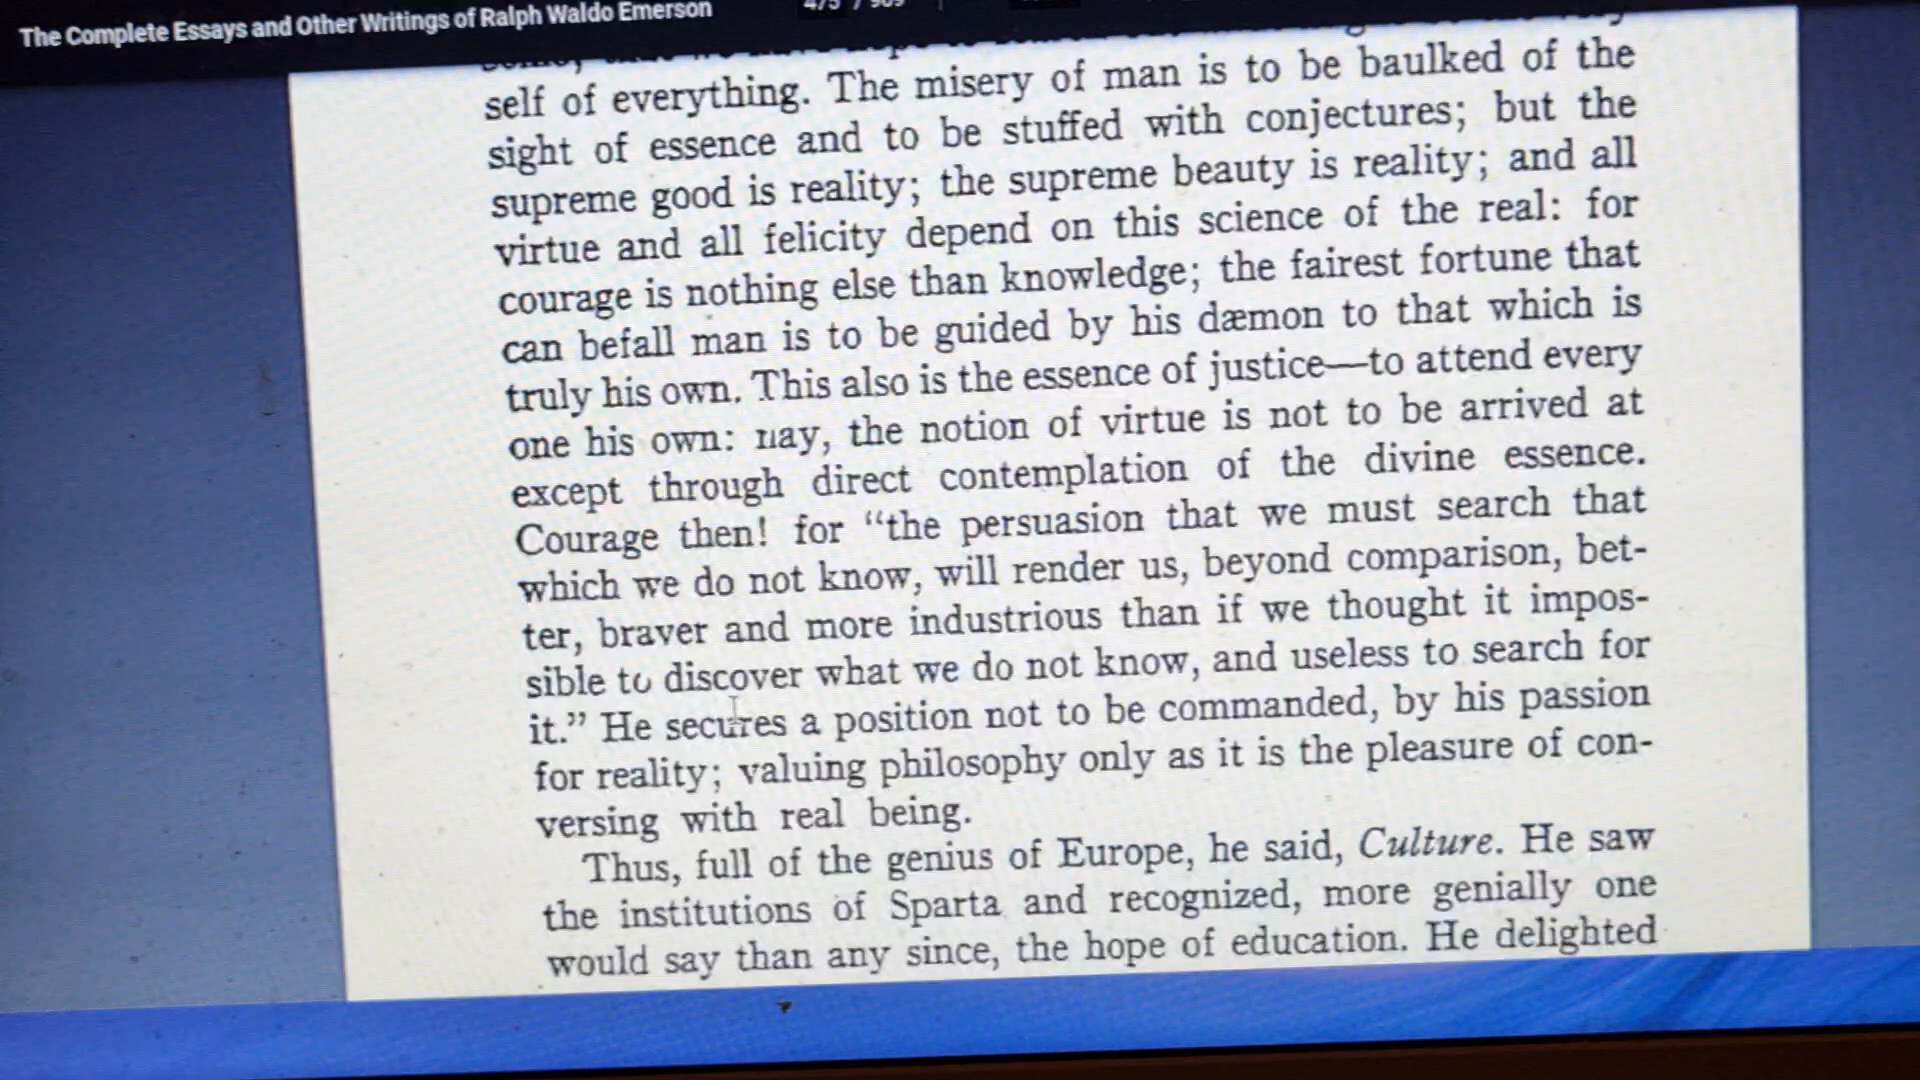 The Complete Essays and Other Writings of Ralph Waldo Emerson
self of everything. The misery of man is to be baulked of the
sight of essence and to be stuffed with conjectures; but the
supreme good is reality; the supreme beauty is reality; and all
virtue and all felicity depend on this science of the real: for
courage is nothing else than knowledge; the fairest fortune that
can befall man is to be guided by his dæmon to that which is
truly his own. This also is the essence of justice—to attend every
one his own: nay, the notion of virtue is not to be arrived at
except through direct contemplation of the divine essence.
Courage then! for “the persuasion that we must search that
which we do not know, will render us, beyond comparison, bet-
ter, braver and more industrious than if we thought it impos-
sible to discover what we do not know, and useless to search for
it.” He secures a position not to be commanded, by his passion
for reality; valuing philosophy only as it is the pleasure of con-
versing with real being.
Thus, full of the genius of Europe, he said, Culture. He saw
the institutions of Sparta and recognized, more genially one
would say than any since, the hope of education. He delighted